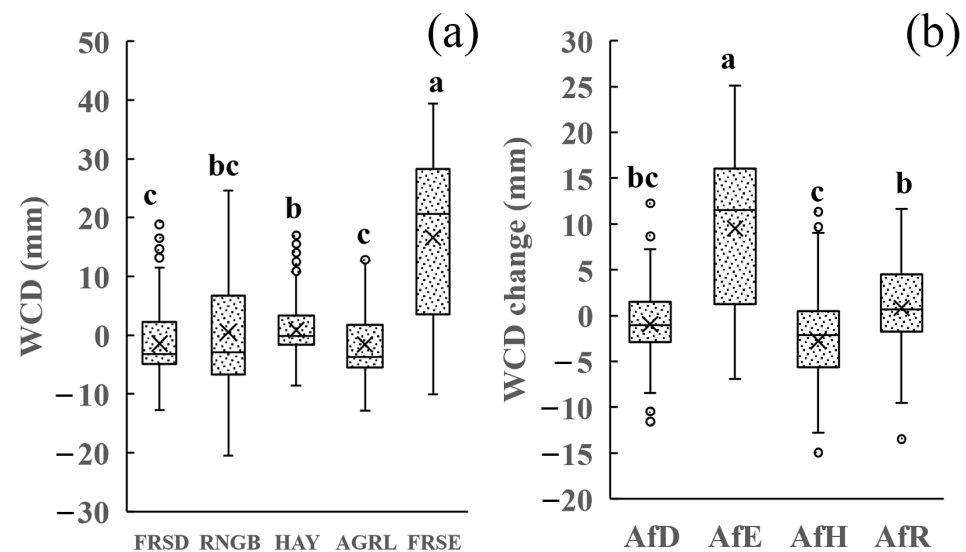 (a)
WCD (mm)
50
40
30
20
10
0
−10
−20
−30
c
bc
b
c
a
FRSD RNGB HAY AGRL FRSE
(b)
WCD change (mm)
30
25
20
15
10
5
0
−5
−10
−15
−20
bc
a
c
b
AfD AfE AfH AfR